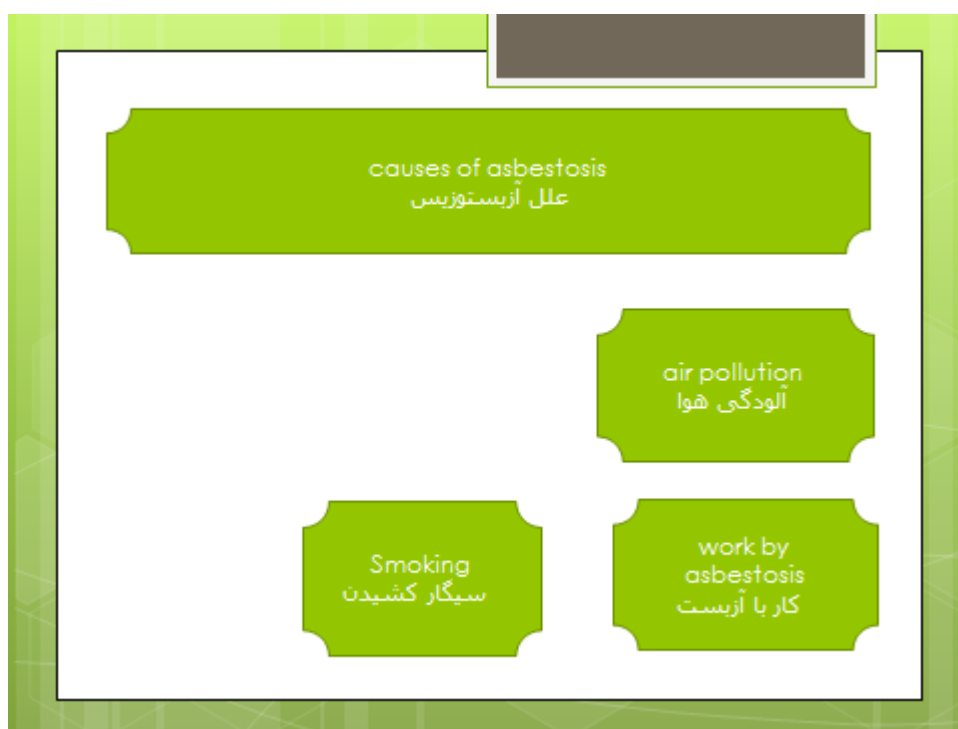 causes of asbestosis
علل آزبستوزیس
air pollution
آلودگی هوا
work by
asbestosis
کار با آزبست
Smoking
سیگار کشیدن